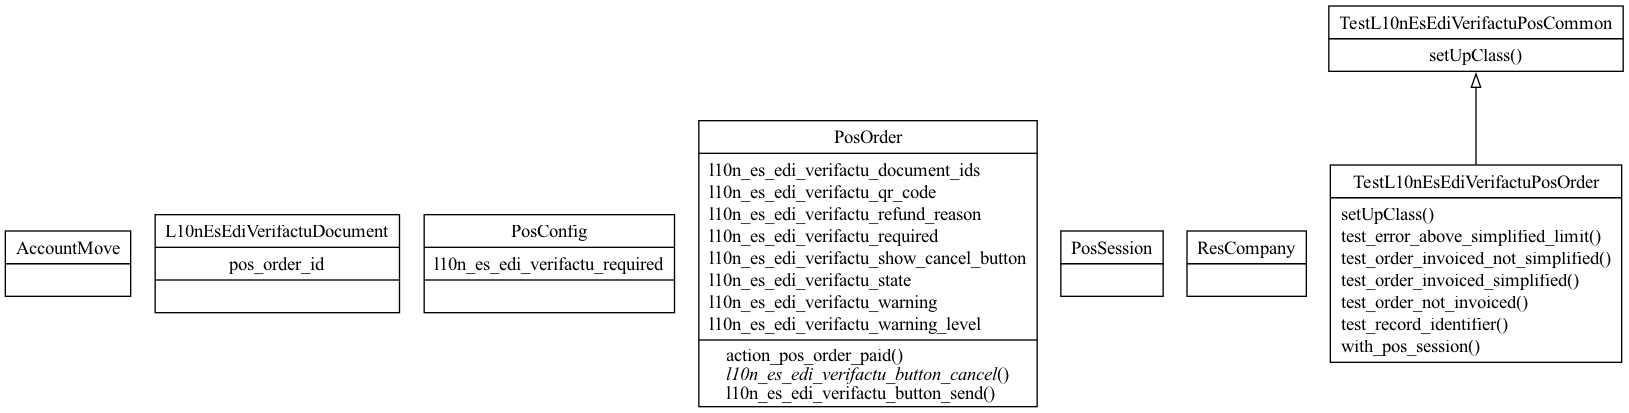 AccountMove
L10nEsEdiVerifactuDocument
pos_order_id
PosConfig
l10n_es_edi_verifactu_required
PosOrder
l10n_es_edi_verifactu_document_ids
l10n_es_edi_verifactu_qr_code
l10n_es_edi_verifactu_refund_reason
l10n_es_edi_verifactu_required
l10n_es_edi_verifactu_show_cancel_button
l10n_es_edi_verifactu_state
l10n_es_edi_verifactu_warning
l10n_es_edi_verifactu_warning_level
action_pos_order_paid()
l10n_es_edi_verifactu_button_cancel()
l10n_es_edi_verifactu_button_send()
PosSession
ResCompany
TestL10nEsEdiVerifactuPosCommon
setUpClass()
TestL10nEsEdiVerifactuPosOrder
setUpClass()
test_error_above_simplified_limit()
test_order_invoiced_not_simplified()
test_order_invoiced_simplified()
test_order_not_invoiced()
test_record_identifier()
with_pos_session()